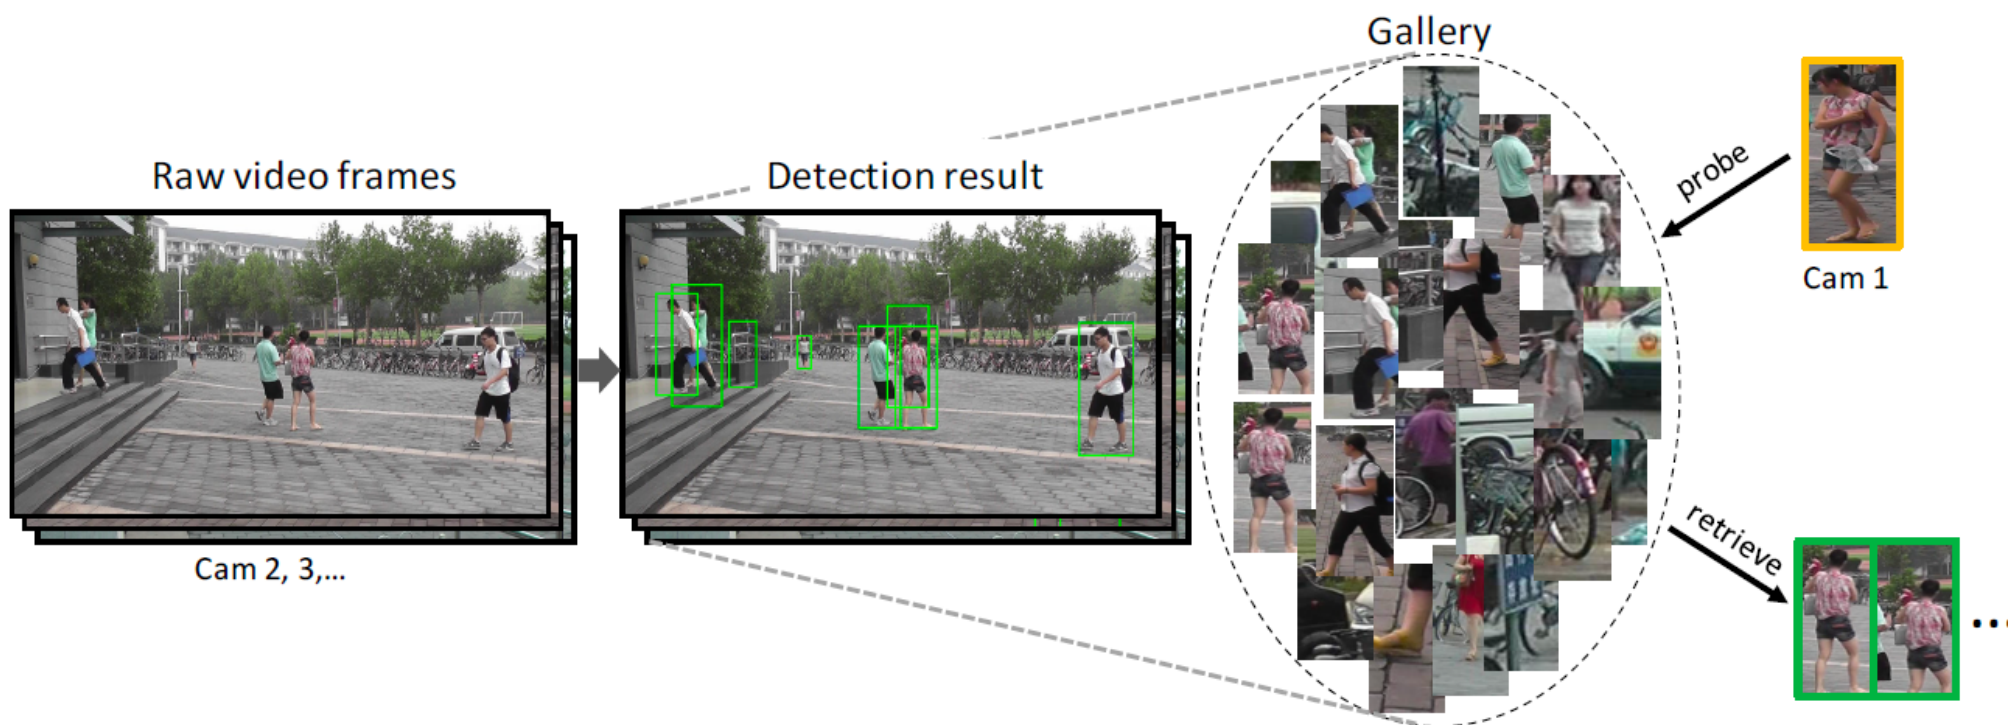 Gallery
Raw video frames
Detection result
probe
Cam 1
retrieve
Cam 2, 3,...
...